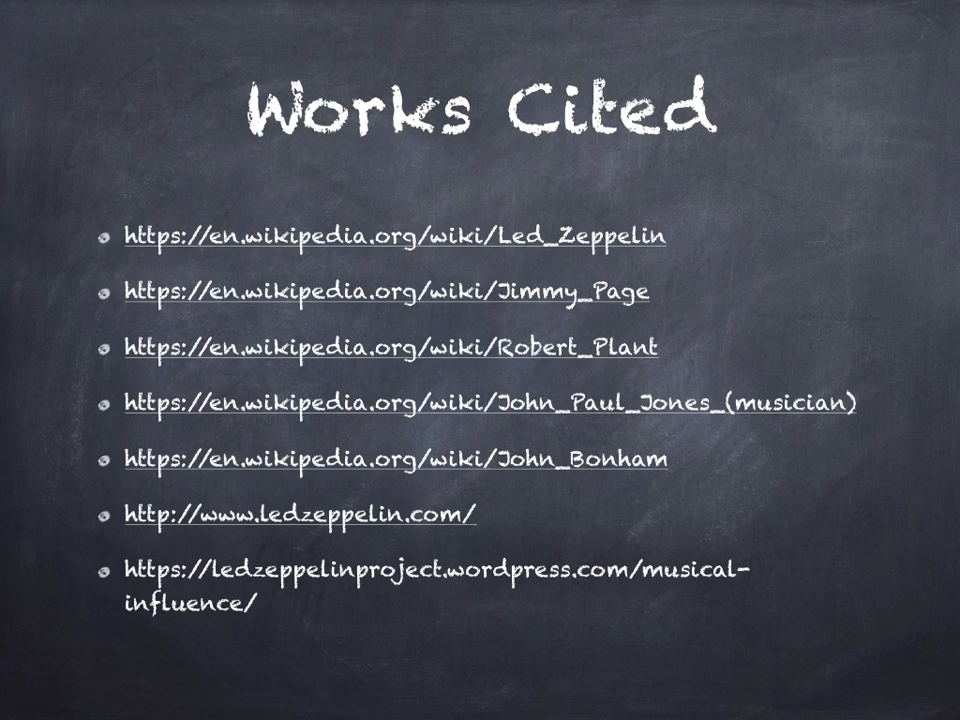 Works Cited
https://en.wikipedia.org/wiki/Led_Zeppelin
https://en.wikipedia.org/wiki/Jimmy_Page
https://en.wikipedia.org/wiki/Robert_Plant
https://en.wikipedia.org/wiki/John_Paul_Jones_(musician)
https://en.wikipedia.org/wiki/John_Bonham
http://www.ledzeppelin.com/
https://ledzeppelinproject.wordpress.com/musical-
influence/